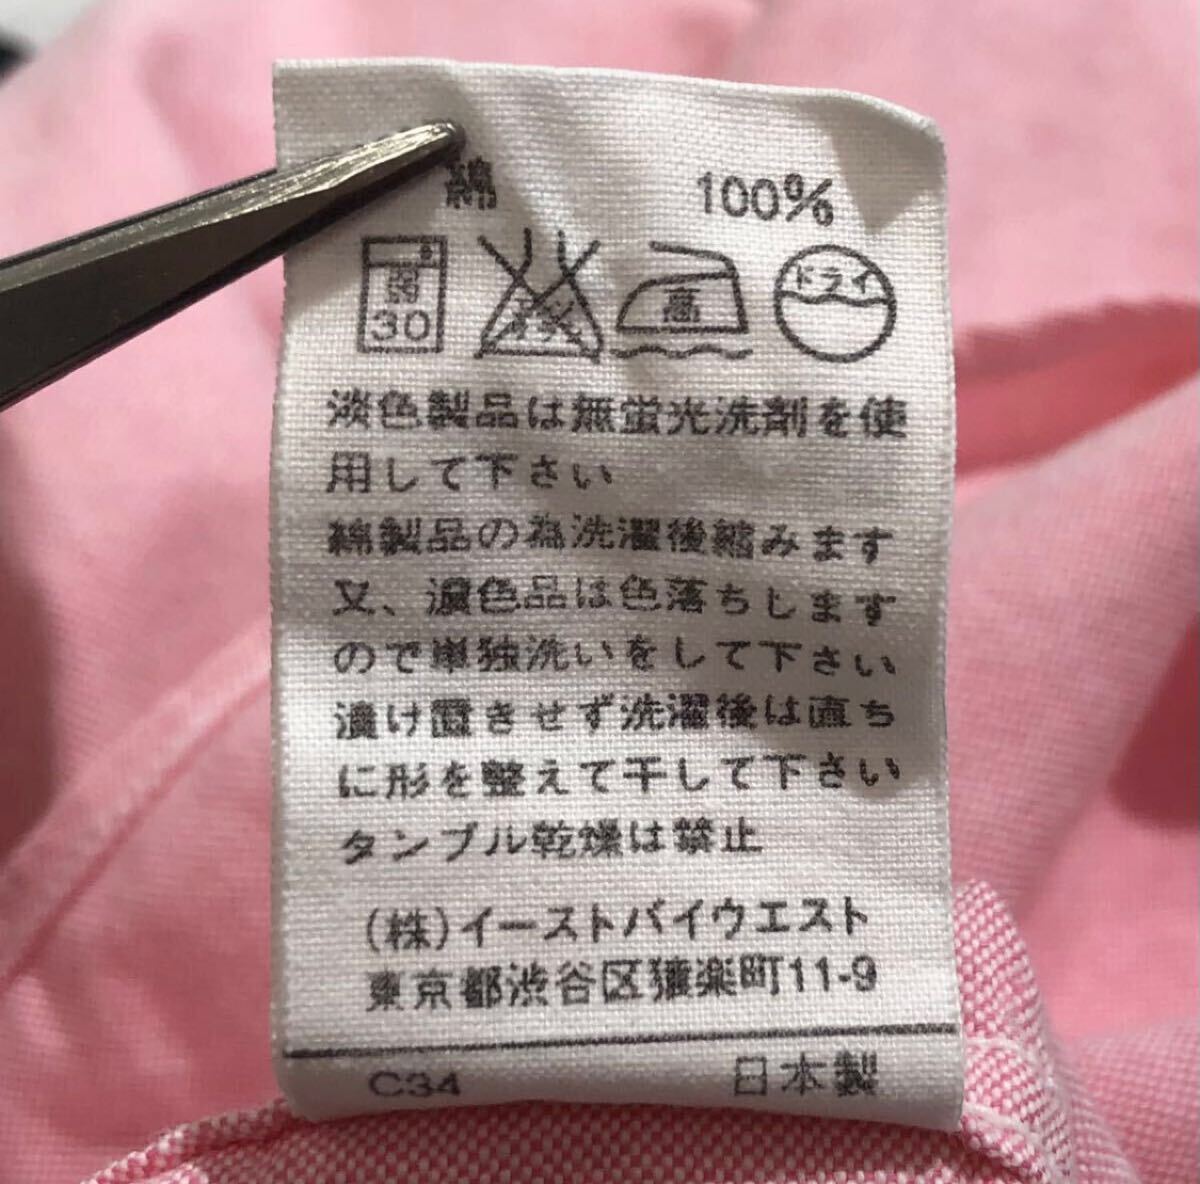 綿 100%
弱 30 エンソ サラシ 高 ドライ
淡色製品は無蛍光洗剤を使
用して下さい
綿製品の為洗濯後縮みます
又、濃色品は色落ちします
ので単独洗いをして下さい
漬け置きせず洗濯後は直ち
に形を整えて干して下さい
タンブル乾燥は禁止
(株)イーストバイウエスト
東京都渋谷区猿楽町11-9
C34 日本製